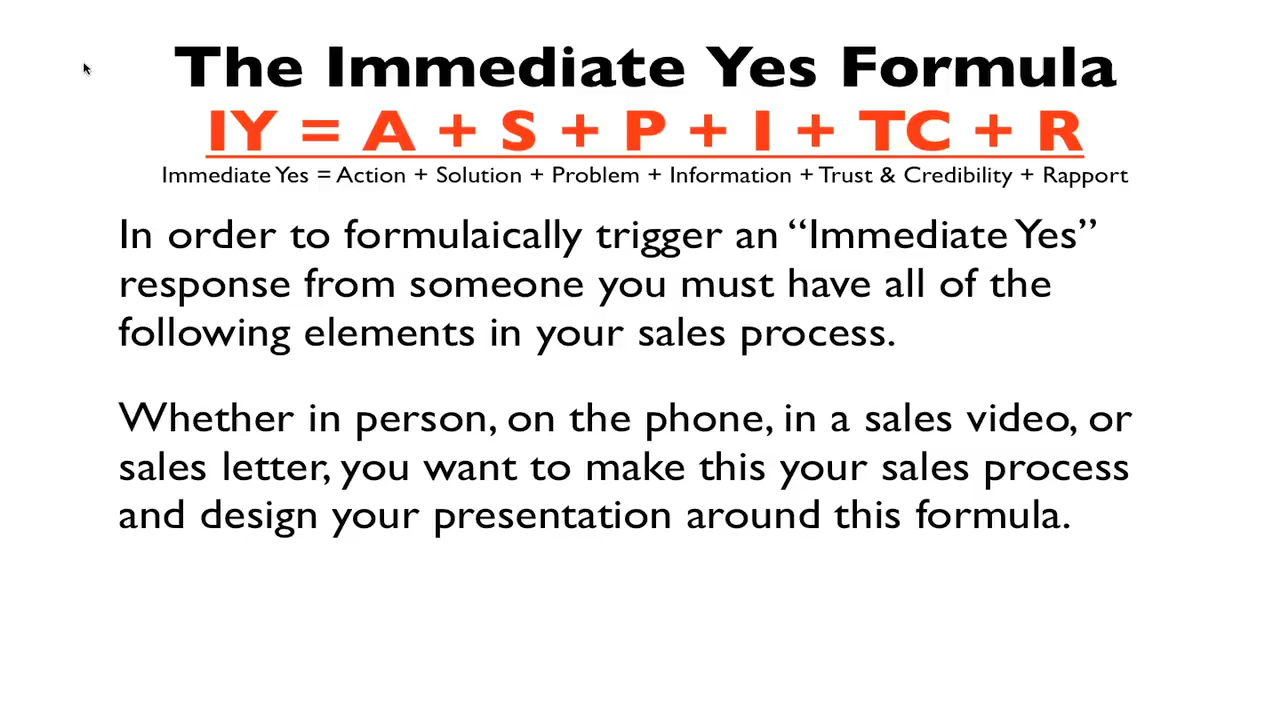 The Immediate Yes Formula
IY = A + S + P + I + TC + R
Immediate Yes = Action + Solution + Problem + Information + Trust & Credibility + Rapport
In order to formulaically trigger an “Immediate Yes”
response from someone you must have all of the
following elements in your sales process.
Whether in person, on the phone, in a sales video, or
sales letter, you want to make this your sales process
and design your presentation around this formula.